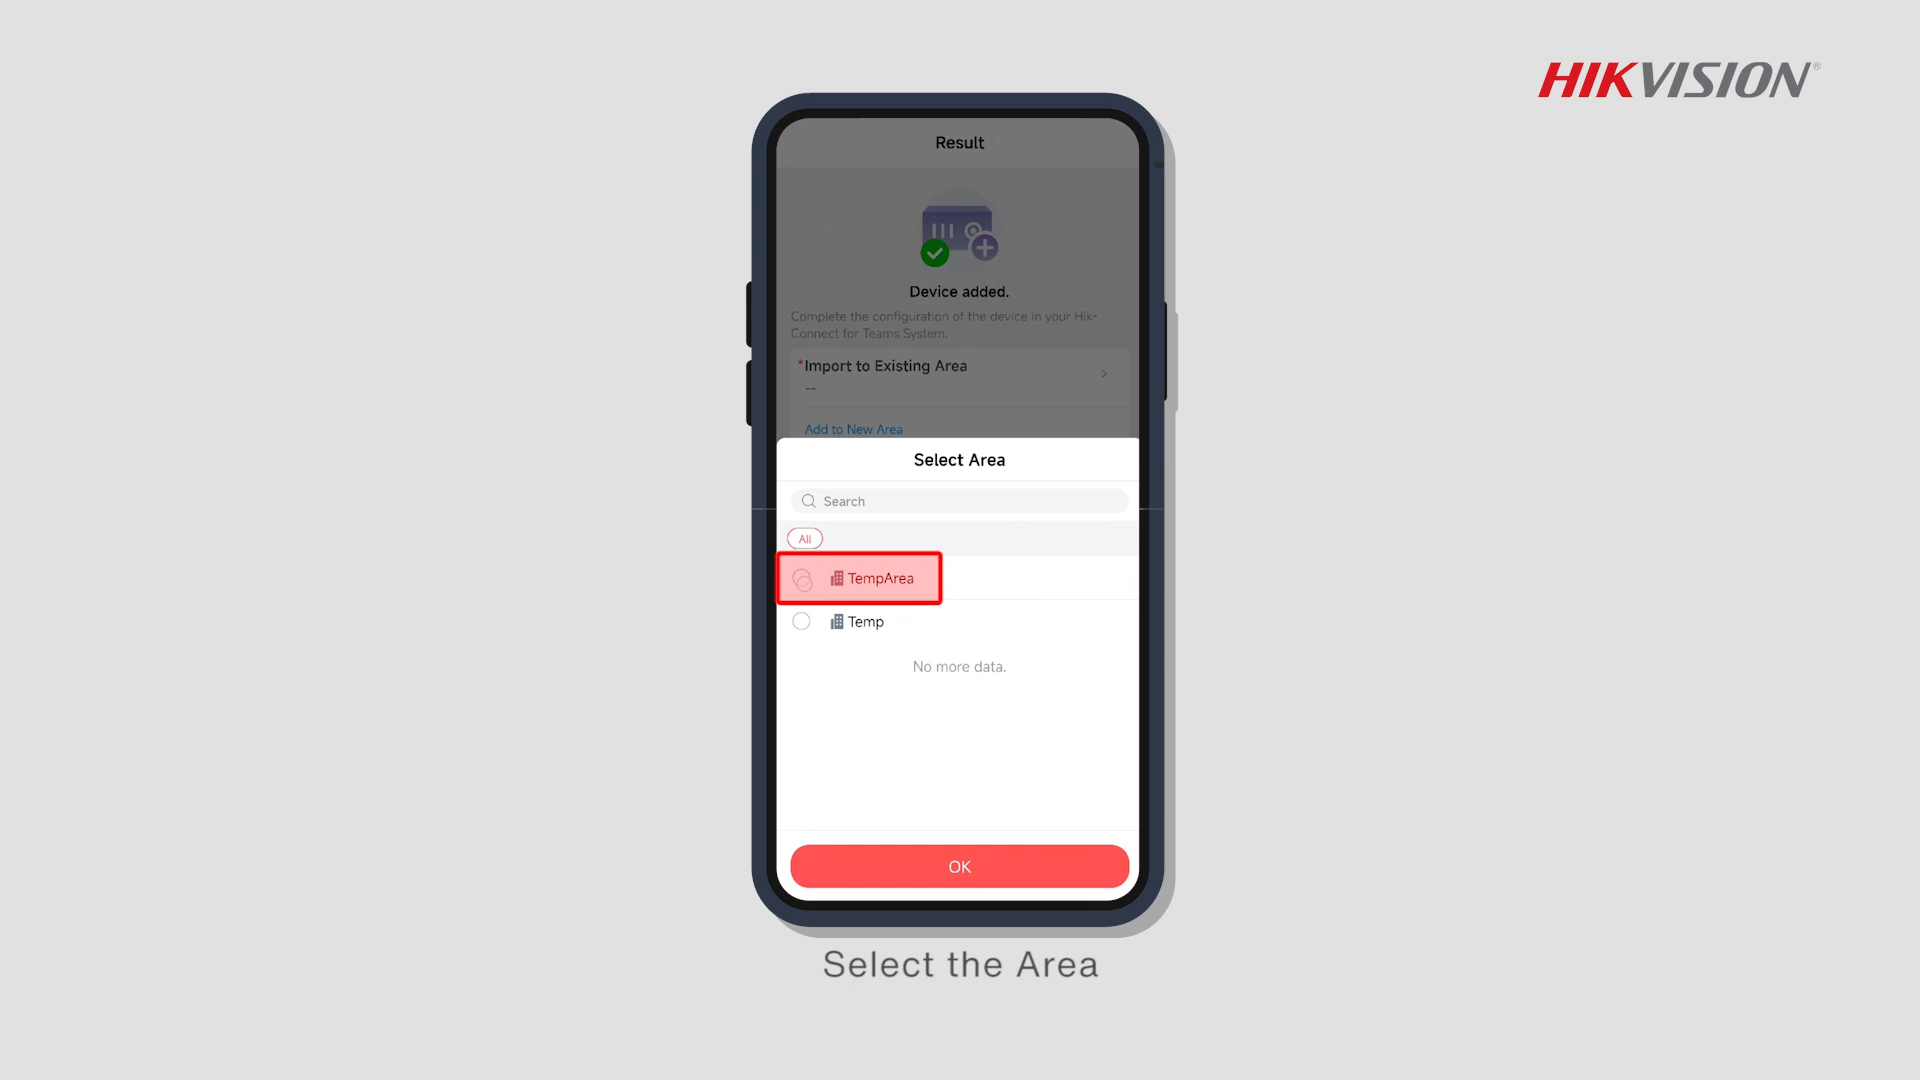 HIKVISION®
Result
Device added.
Complete the configuration of the device in your Hik-
Connect for Teams System.
*Import to Existing Area
--
Add to New Area
Select Area
Search
All
TempArea
Temp
No more data.
OK
Select the Area